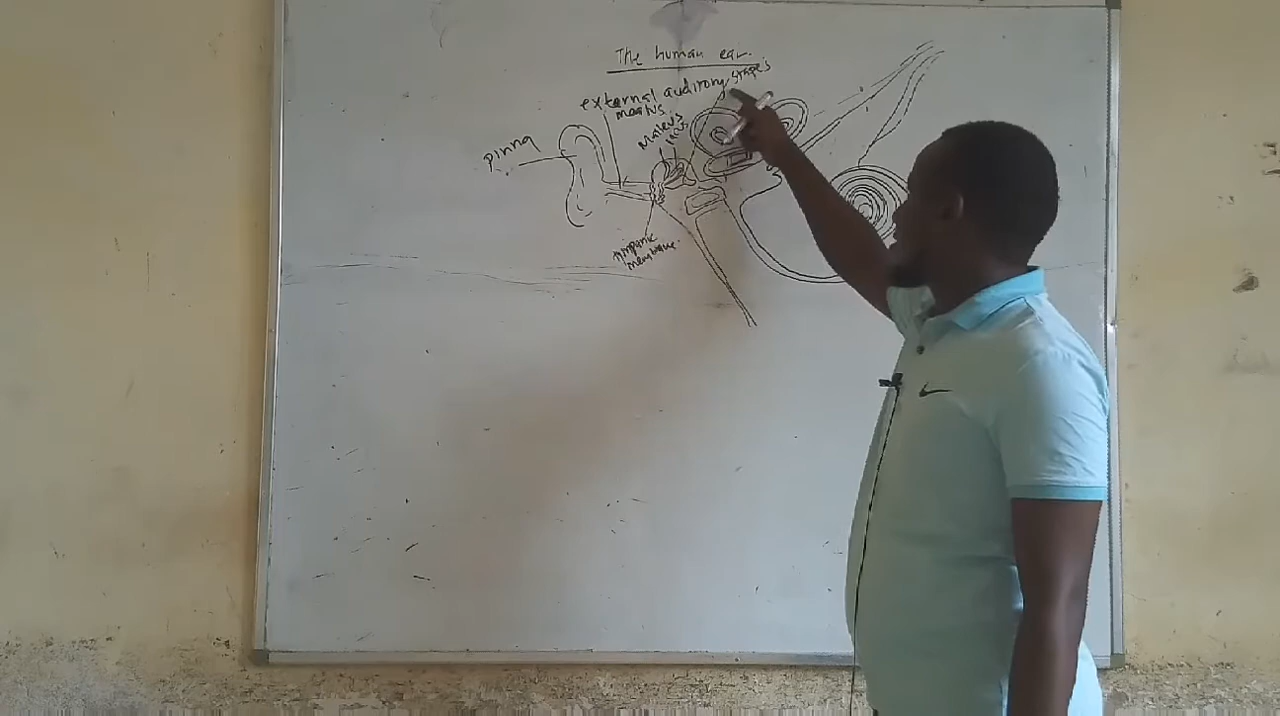 The human ear.
stapes
external auditory
meatus
Malleus
incus
pinna
tympanic
membrane